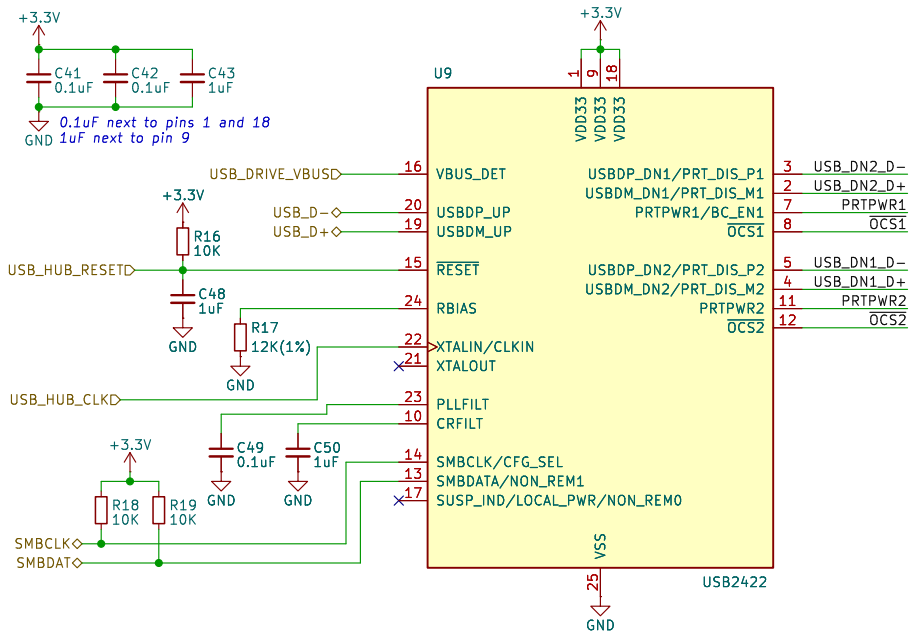 +3.3V
C41
0.1uF
C42
0.1uF
C43
1uF
GND
0.1uF next to pins 1 and 18
1uF next to pin 9
+3.3V
U9
1
9
18
VDD33
VDD33
VDD33
USB_DRIVE_VBUS
16
VBUS_DET
USB_D-
20
USBDP_UP
USB_D+
19
USBDM_UP
+3.3V
R16
10K
USB_HUB_RESET
15
RESET
C48
1uF
GND
24
RBIAS
R17
12K(1%)
GND
22
XTALIN/CLKIN
21
XTALOUT
USB_HUB_CLK
23
PLLFILT
10
CRFILT
C49
0.1uF
GND
C50
1uF
GND
14
SMBCLK/CFG_SEL
13
SMBDATA/NON_REM1
17
SUSP_IND/LOCAL_PWR/NON_REM0
+3.3V
R18
10K
R19
10K
SMBCLK
SMBDAT
USBDP_DN1/PRT_DIS_P1
3
USB_DN2_D-
USBDM_DN1/PRT_DIS_M1
2
USB_DN2_D+
PRTPWR1/BC_EN1
7
PRTPWR1
OCS1
8
OCS1
USBDP_DN2/PRT_DIS_P2
5
USB_DN1_D-
USBDM_DN2/PRT_DIS_M2
4
USB_DN1_D+
PRTPWR2
11
PRTPWR2
OCS2
12
OCS2
VSS
25
USB2422
GND